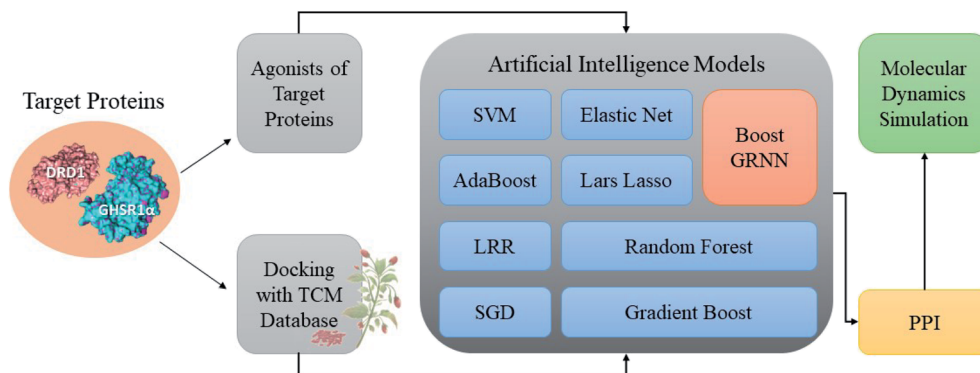 Target Proteins
DRD1
GHSR1α
Agonists of
Target
Proteins
Docking
with TCM
Database
Artificial Intelligence Models
SVM
Elastic Net
Boost
GRNN
AdaBoost
Lars Lasso
LRR
Random Forest
SGD
Gradient Boost
Molecular
Dynamics
Simulation
PPI